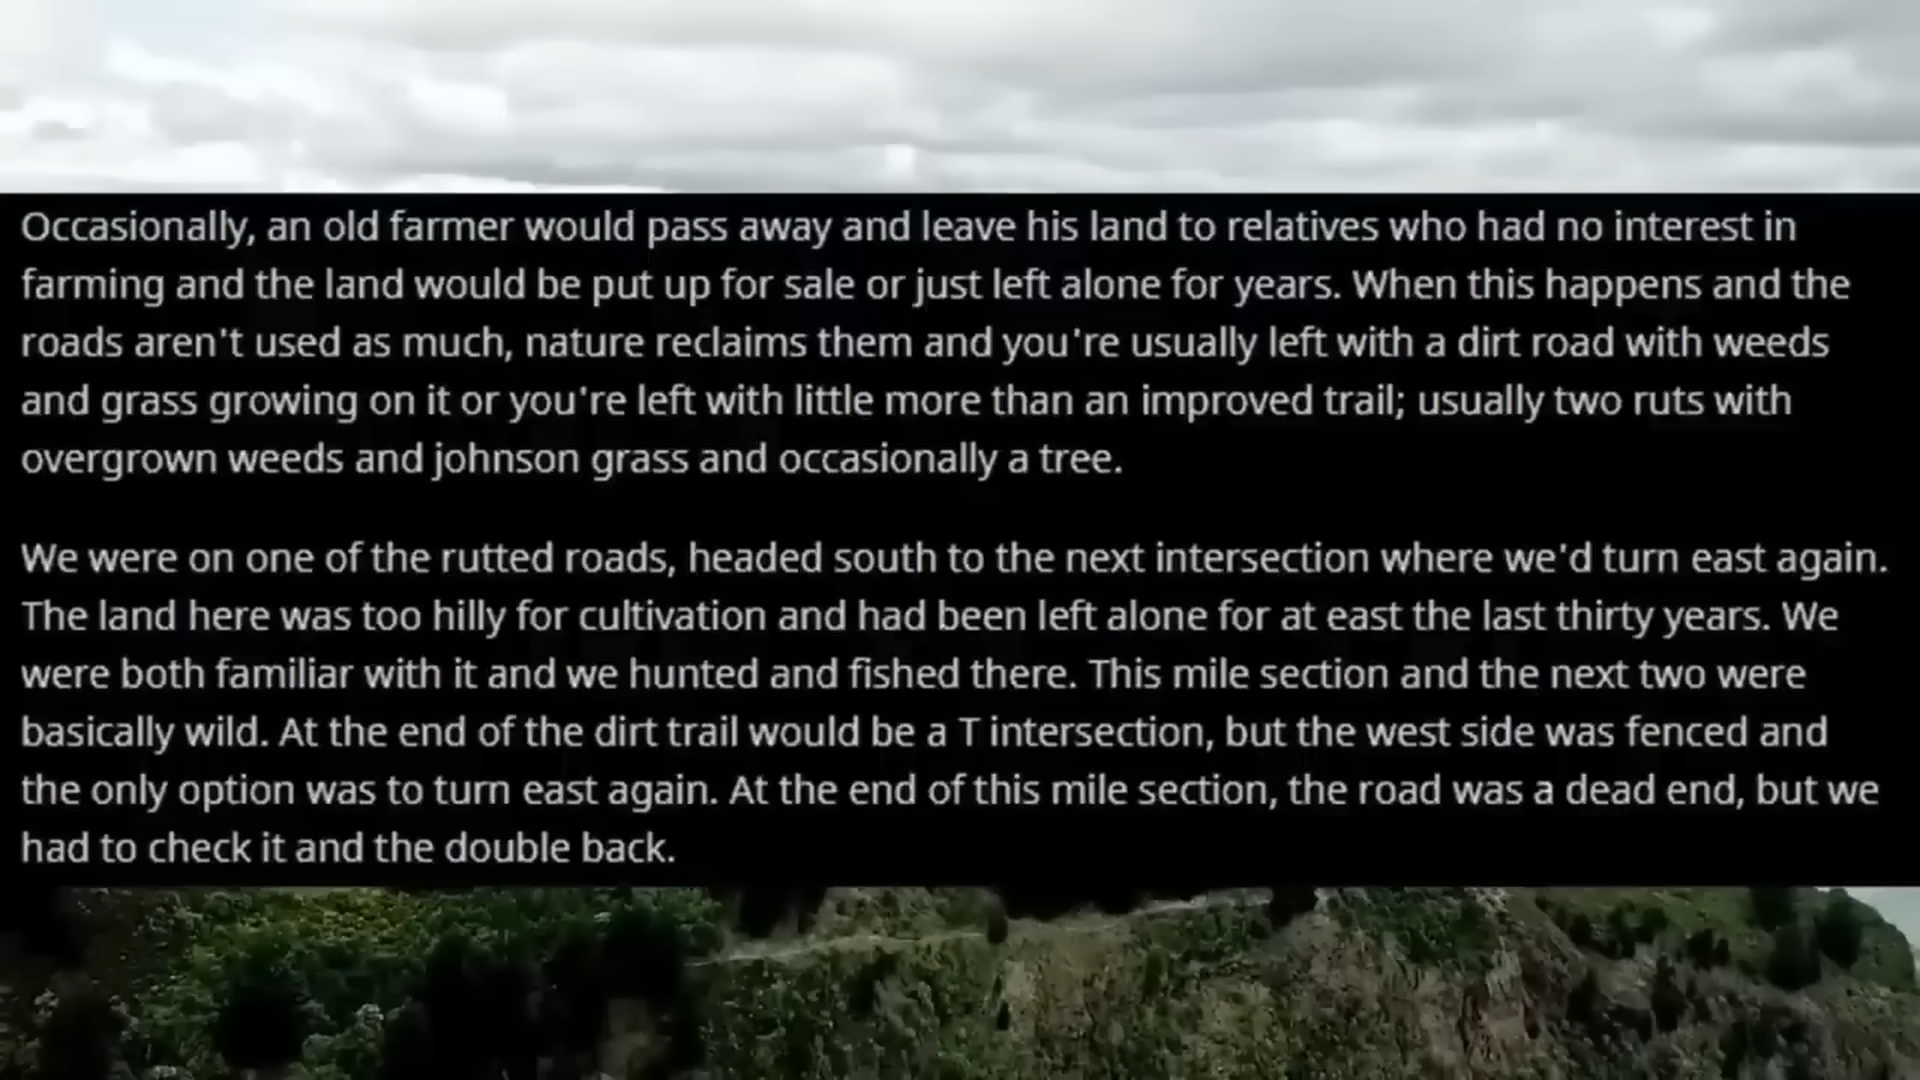 Occasionally, an old farmer would pass away and leave his land to relatives who had no interest in
farming and the land would be put up for sale or just left alone for years. When this happens and the
roads aren't used as much, nature reclaims them and you're usually left with a dirt road with weeds
and grass growing on it or you're left with little more than an improved trail; usually two ruts with
overgrown weeds and johnson grass and occasionally a tree.
We were on one of the rutted roads, headed south to the next intersection where we'd turn east again.
The land here was too hilly for cultivation and had been left alone for at east the last thirty years. We
were both familiar with it and we hunted and fished there. This mile section and the next two were
basically wild. At the end of the dirt trail would be a T intersection, but the west side was fenced and
the only option was to turn east again. At the end of this mile section, the road was a dead end, but we
had to check it and the double back.